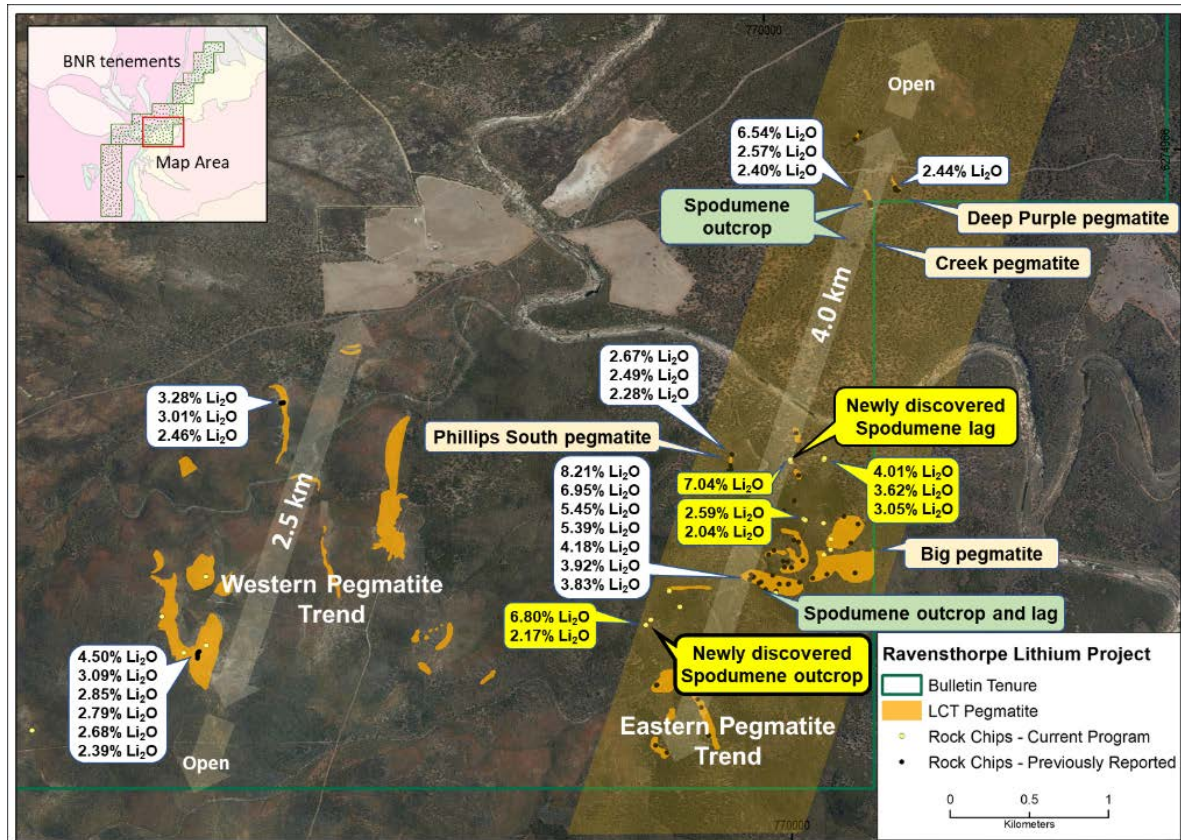 BNR tenements
Map Area
770000
Open
6.54% Li₂O
2.57% Li₂O
2.40% Li₂O
2.44% Li₂O
Spodumene
outcrop
Deep Purple pegmatite
Creek pegmatite
4.0 km
2.67% Li₂O
2.49% Li₂O
2.28% Li₂O
3.28% Li₂O
3.01% Li₂O
2.46% Li₂O
Newly discovered
Spodumene lag
Phillips South pegmatite
7.04% Li₂O
4.01% Li₂O
3.62% Li₂O
3.05% Li₂O
8.21% Li₂O
6.95% Li₂O
5.45% Li₂O
5.39% Li₂O
4.18% Li₂O
3.92% Li₂O
3.83% Li₂O
2.59% Li₂O
2.04% Li₂O
2.5 km
Big pegmatite
Western Pegmatite
Trend
Spodumene outcrop and lag
6.80% Li₂O
2.17% Li₂O
Newly discovered
Spodumene outcrop
4.50% Li₂O
3.09% Li₂O
2.85% Li₂O
2.79% Li₂O
2.68% Li₂O
2.39% Li₂O
Open
Eastern Pegmatite
Trend
770000
Ravensthorpe Lithium Project
Bulletin Tenure
LCT Pegmatite
Rock Chips - Current Program
Rock Chips - Previously Reported
0 0.5 1
Kilometers